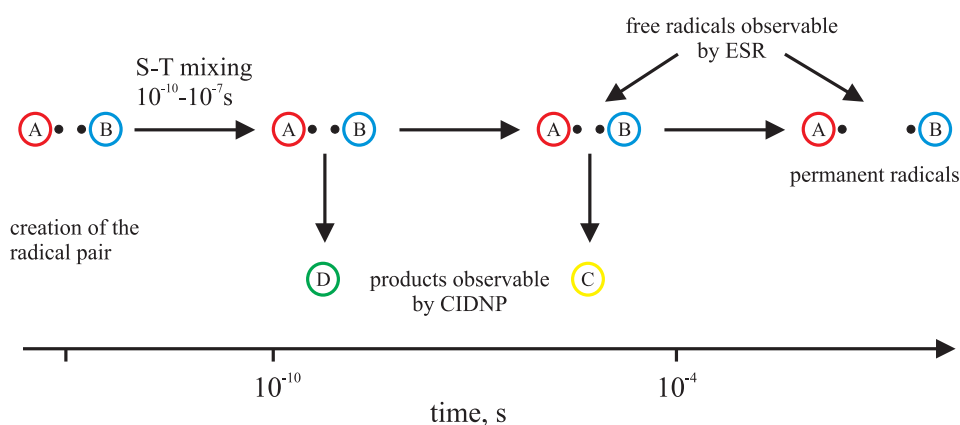 free radicals observable
by ESR
S-T mixing
10⁻¹⁰-10⁻⁷s
A B A B A B A B
permanent radicals
creation of the
radical pair
D products observable C
by CIDNP
10⁻¹⁰ 10⁻⁴
time, s